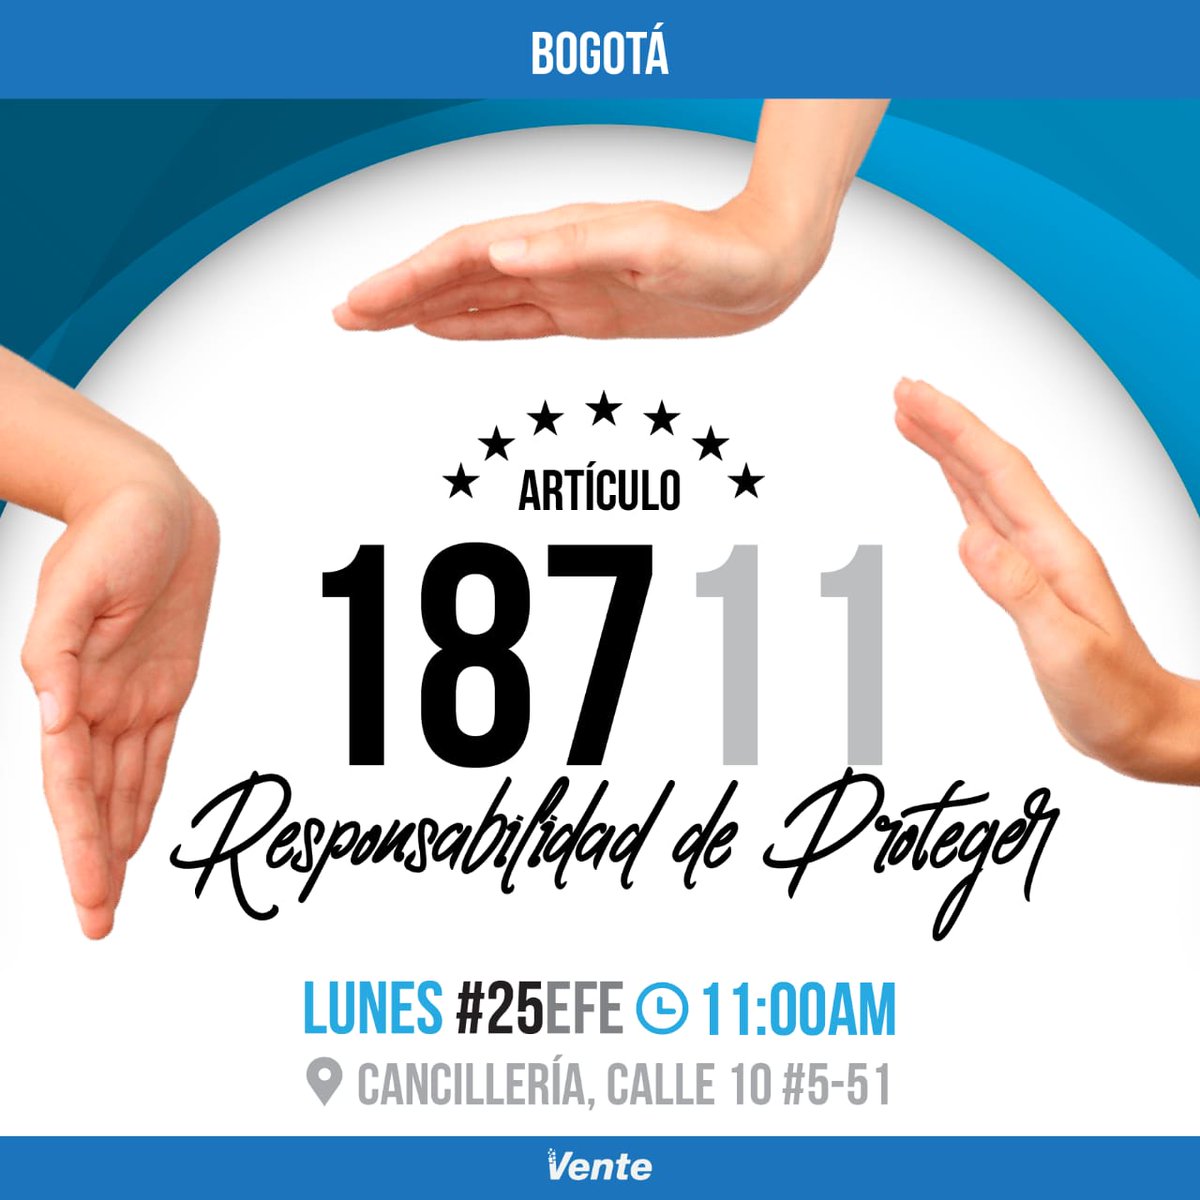 BOGOTÁ
ARTÍCULO
18711
Responsabilidad de Proteger
LUNES #25EFE 11:00AM
CANCILLERÍA, CALLE 10 #5-51
Vente